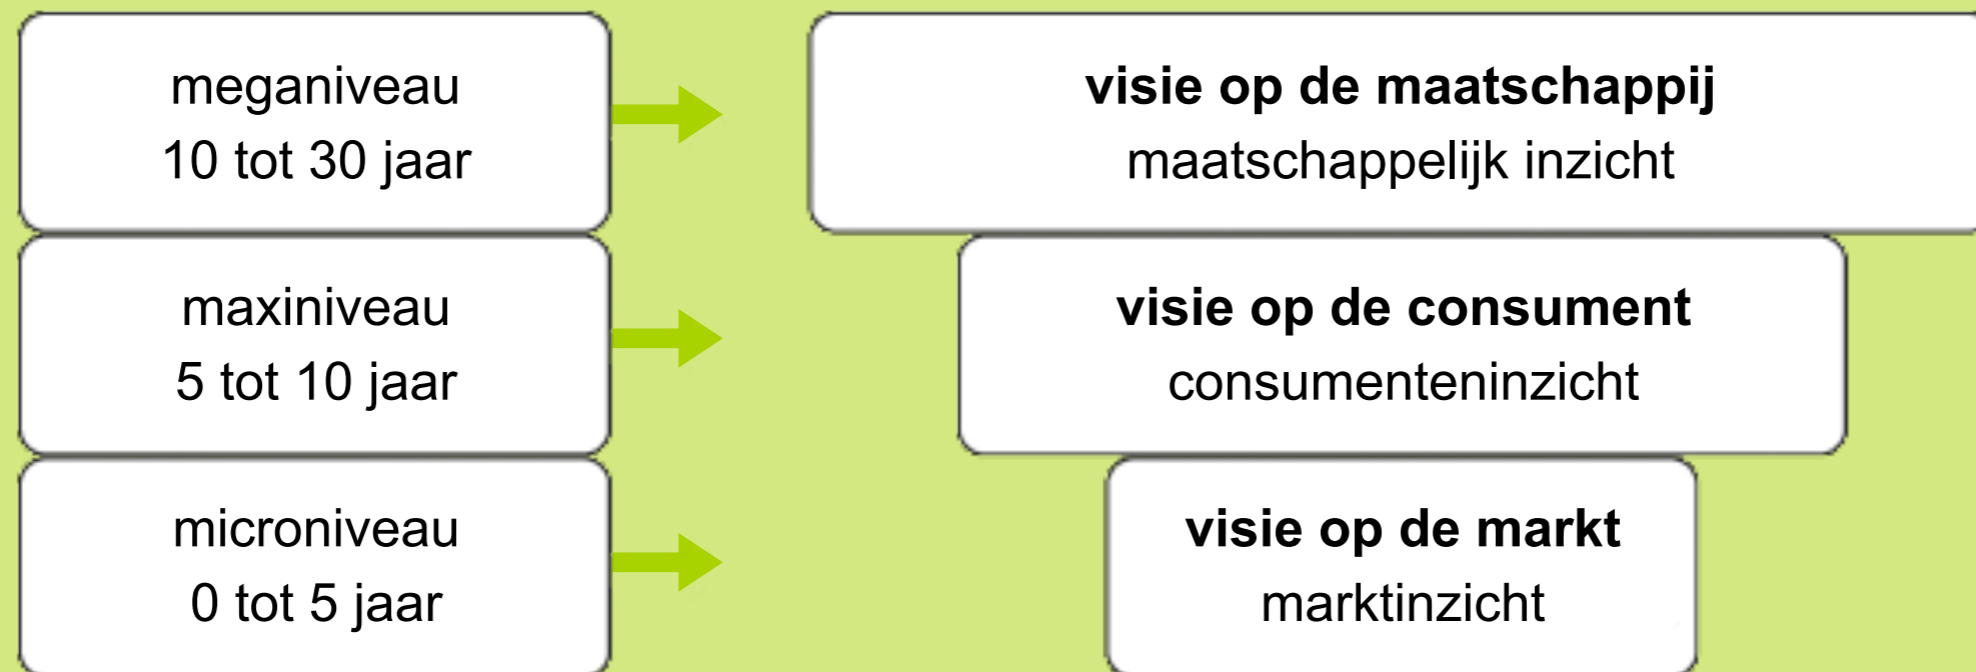 meganiveau
10 tot 30 jaar
visie op de maatschappij
maatschappelijk inzicht
maxiniveau
5 tot 10 jaar
visie op de consument
consumenteninzicht
microniveau
0 tot 5 jaar
visie op de markt
marktinzicht